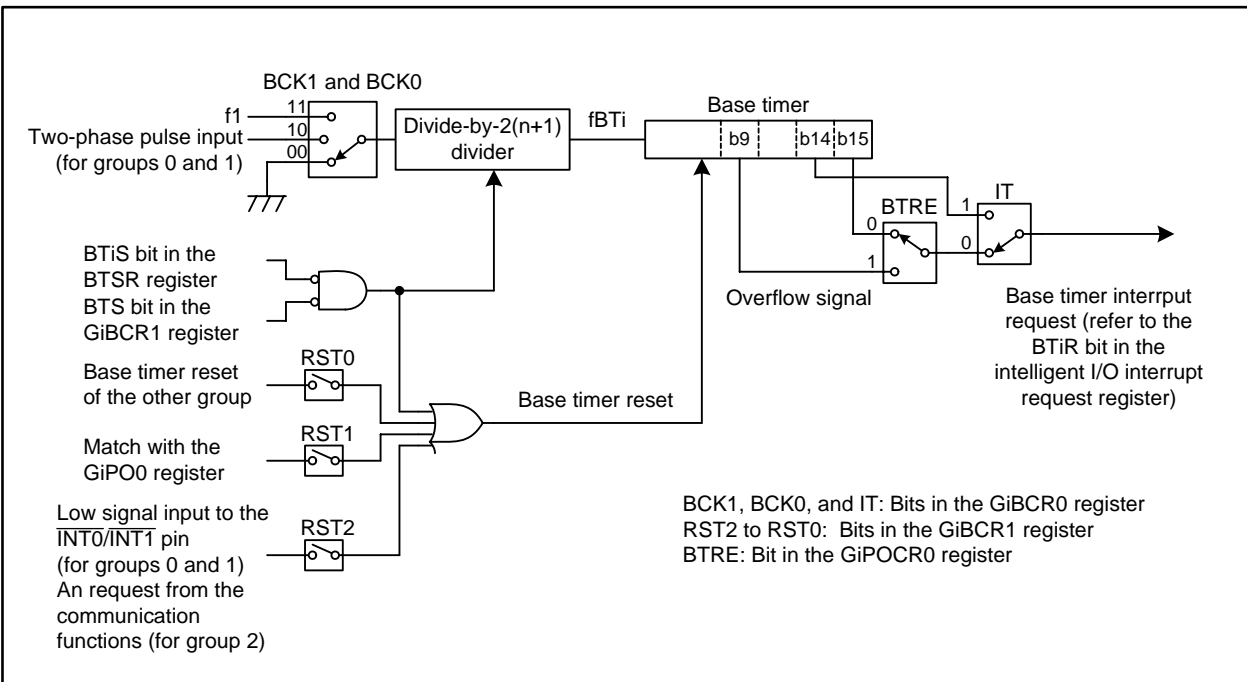 BCK1 and BCK0
f1
11
Two-phase pulse input
(for groups 0 and 1)
10
00
Divide-by-2(n+1)
divider
fBTi
Base timer
b9
b14
b15
IT
1
0
BTRE
0
1
Overflow signal
Base timer interrput
request (refer to the
BTiR bit in the
intelligent I/O interrupt
request register)
BTiS bit in the
BTSR register
BTS bit in the
GiBCR1 register
Base timer reset
of the other group
RST0
Match with the
GiPO0 register
RST1
Base timer reset
Low signal input to the
INT0/INT1 pin
(for groups 0 and 1)
An request from the
communication
functions (for group 2)
RST2
BCK1, BCK0, and IT: Bits in the GiBCR0 register
RST2 to RST0: Bits in the GiBCR1 register
BTRE: Bit in the GiPOCR0 register